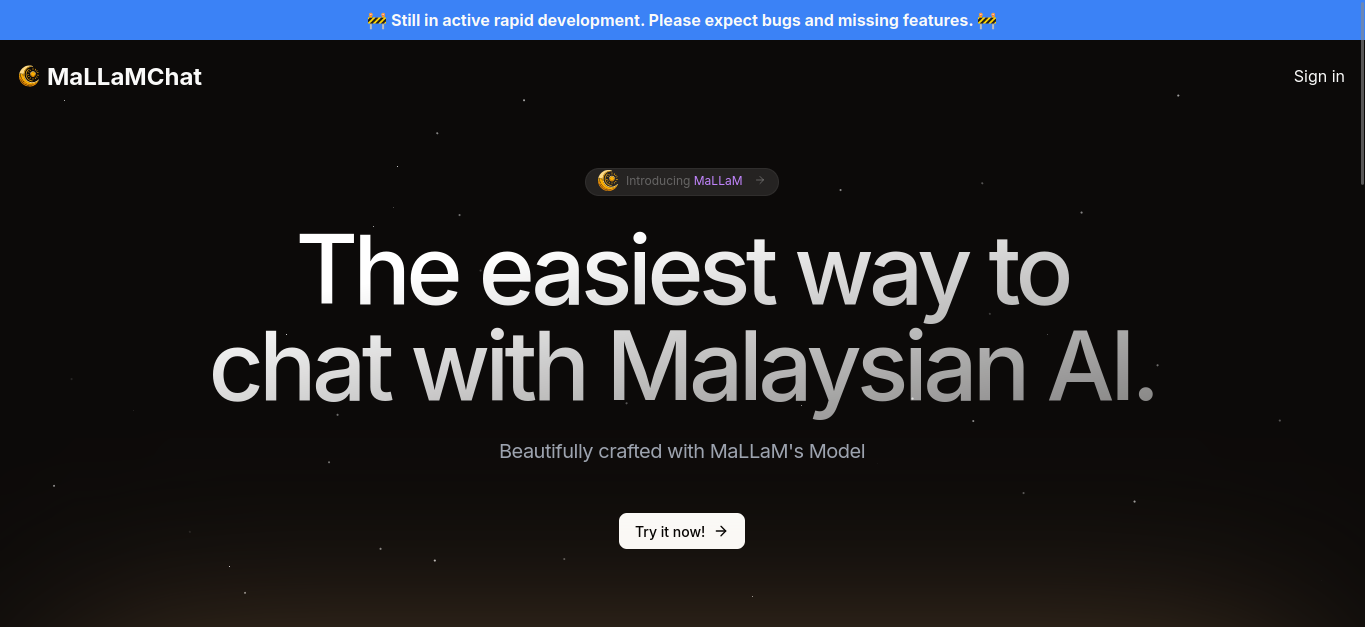 🚧 Still in active rapid development. Please expect bugs and missing features. 🚧
MaLLaMChat
Sign in
Introducing MaLLaM →
The easiest way to
chat with Malaysian AI.
Beautifully crafted with MaLLaM's Model
Try it now! →